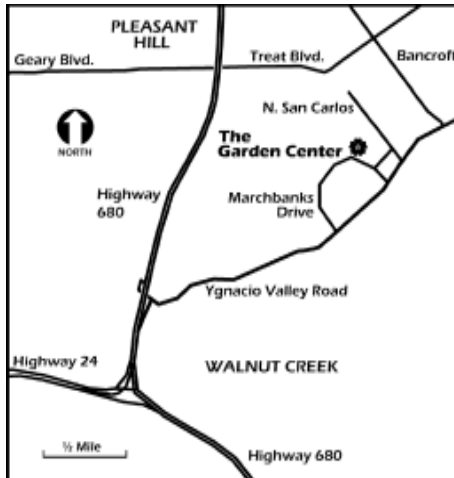 PLEASANT
HILL
Geary Blvd.
Treat Blvd.
Bancroft
N. San Carlos
The
Garden Center
NORTH
Highway
680
Marchbanks
Drive
Ygnacio Valley Road
Highway 24
WALNUT CREEK
½ Mile
Highway 680